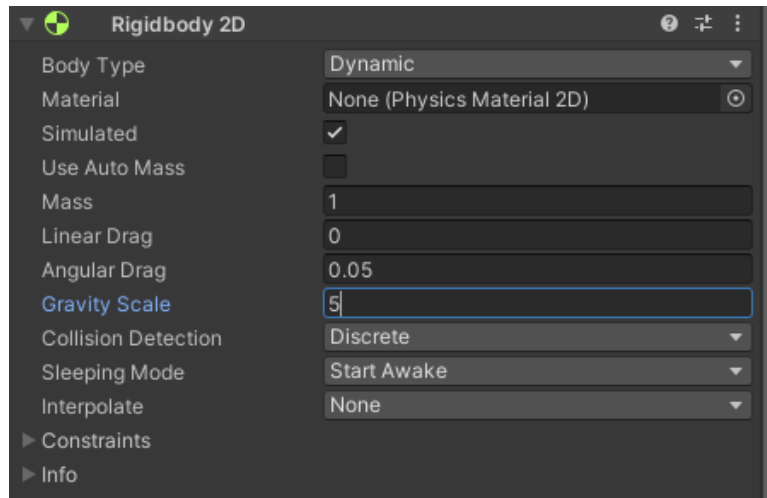 Rigidbody 2D
Body Type Dynamic
Material None (Physics Material 2D)
Simulated
Use Auto Mass
Mass 1
Linear Drag 0
Angular Drag 0.05
Gravity Scale 5
Collision Detection Discrete
Sleeping Mode Start Awake
Interpolate None
Constraints
Info